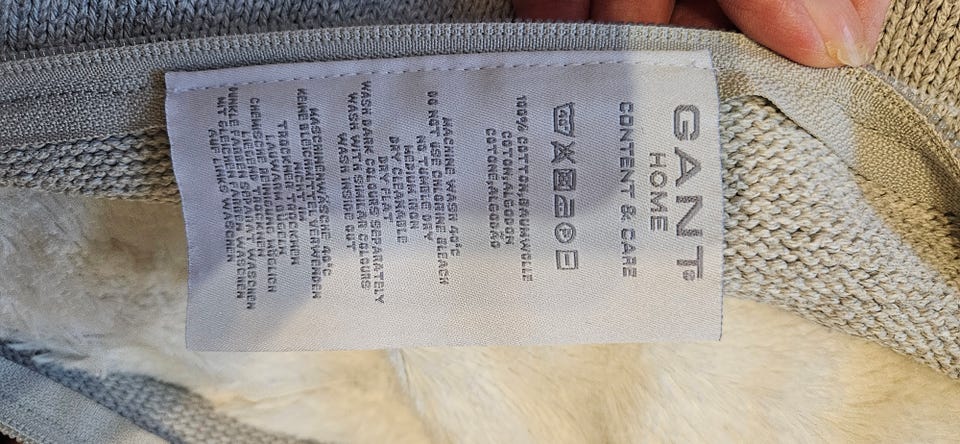 GANT®
HOME
CONTENT & CARE
40
P
100% COTTON,BAUMWOLLE
COTON,ALGODON
COTONE,ALGODÃO
MACHINE WASH 40°C
DO NOT USE CHLORINE BLEACH
NO TUMBLE DRY
MEDIUM IRON
DRY CLEANABLE
DRY FLAT
WASH DARK COLOURS SEPARATELY
WASH WITH SIMILAR COLOURS
WASH INSIDE OUT
MASCHINENWÄSCHE 40°C
KEINE BLEICHMITTEL VERWENDEN
NICHT IM
TROCKNER TROCKNEN
LAUWARM BÜGELN
CHEMISCHE MÖGLICH
LIEGEND TROCKNEN
DUNKLE FARBEN WASCHEN
MIT GLEICHEN FARBEN WASCHEN
AUF LINKS WASCHEN